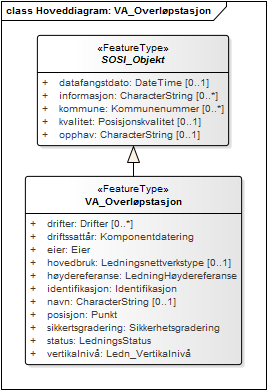 class Hoveddiagram: VA_Overløpstasjon
«FeatureType»
SOSI_Objekt
+ datafangstdato: DateTime [0..1]
+ informasjon: CharacterString [0..*]
+ kommune: Kommunenummer [0..*]
+ kvalitet: Posisjonskvalitet [0..1]
+ opphav: CharacterString [0..1]
«FeatureType»
VA_Overløpstasjon
+ drifter: Drifter [0..*]
+ driftssattår: Komponentdatering
+ eier: Eier
+ hovedbruk: Ledningsnettverkstype [0..1]
+ høydereferanse: LedningHøydereferanse
+ identifikasjon: Identifikasjon
+ navn: CharacterString [0..1]
+ posisjon: Punkt
+ sikkertsgradering: Sikkerhetsgradering
+ status: LedningsStatus
+ vertikalnivå: Ledn_Vertikalnivå